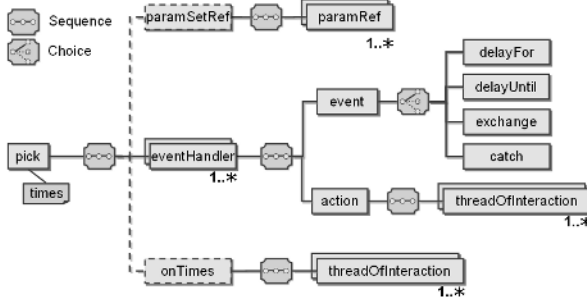 Sequence
Choice
paramSetRef
paramRef
1..*
delayFor
event
delayUntil
exchange
pick
eventHandler
catch
1..*
times
action
threadOfInteraction
1..*
onTimes
threadOfInteraction
1..*